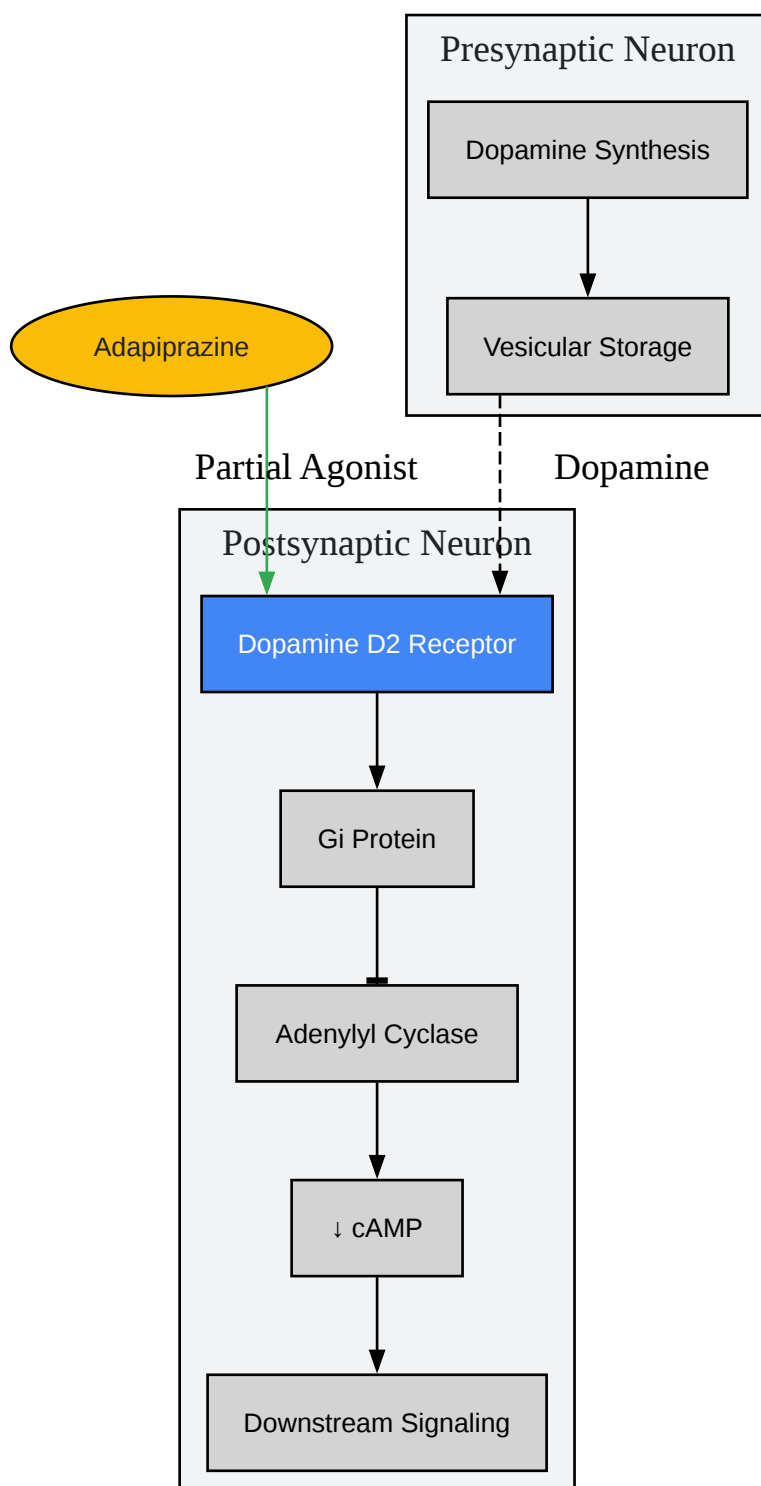 Presynaptic Neuron
Dopamine Synthesis
Vesicular Storage
Adapiprazine
Partial Agonist
Dopamine
Postsynaptic Neuron
Dopamine D2 Receptor
Gi Protein
Adenylyl Cyclase
↓ cAMP
Downstream Signaling